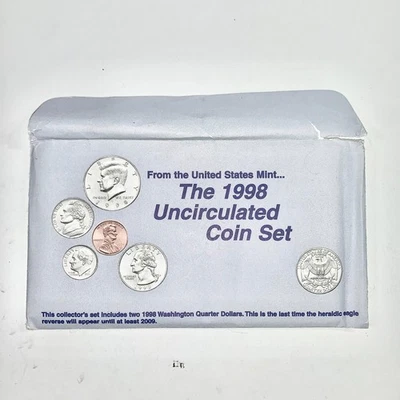 From the United States Mint...
The 1998
Uncirculated
Coin Set
This collector's set includes two 1998 Washington Quarter Dollars. This is the last time the heraldic eagle
reverse will appear until at least 2009.